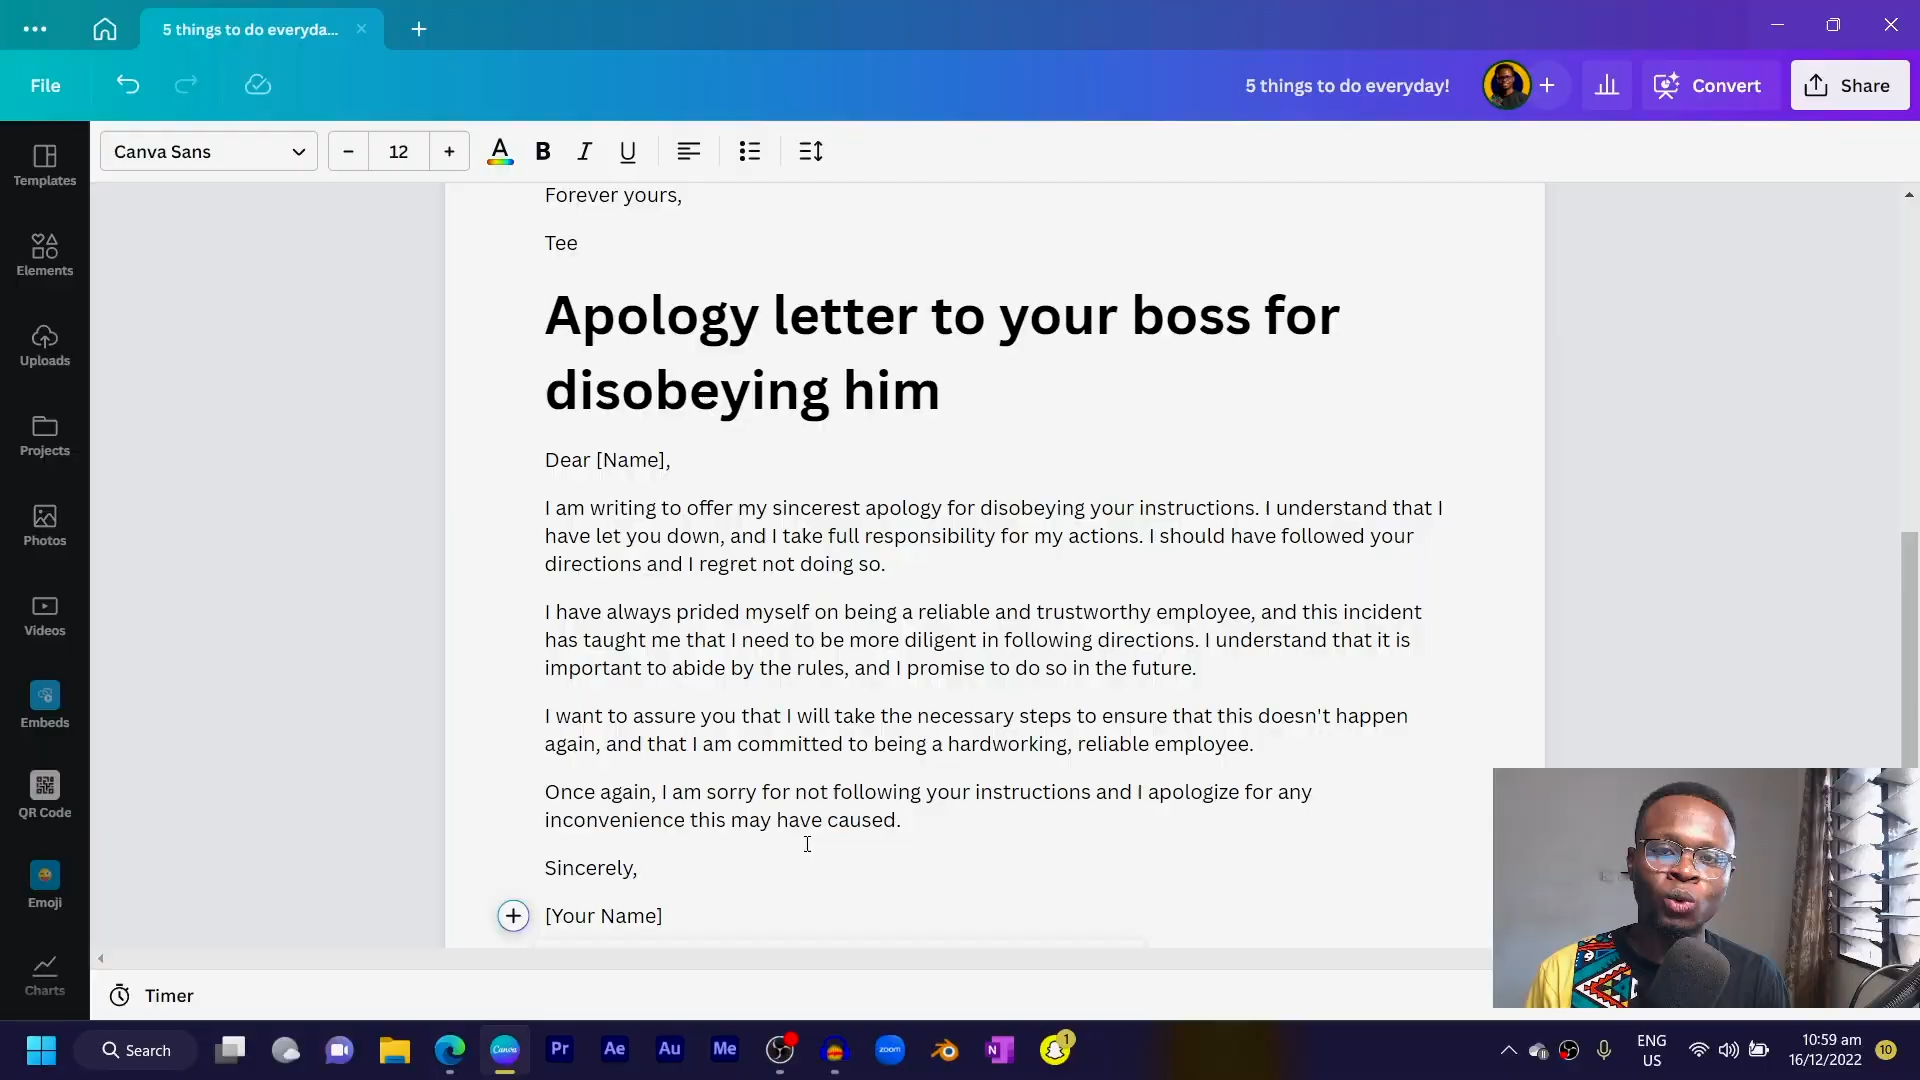 5 things to do everyda...
File
5 things to do everyday!
Convert
Share
Canva Sans
12
A
B
I
U
Templates
Elements
Uploads
Projects
Photos
Videos
Embeds
QR Code
Emoji
Charts
Forever yours,
Tee
Apology letter to your boss for
disobeying him
Dear [Name],
I am writing to offer my sincerest apology for disobeying your instructions. I understand that I
have let you down, and I take full responsibility for my actions. I should have followed your
directions and I regret not doing so.
I have always prided myself on being a reliable and trustworthy employee, and this incident
has taught me that I need to be more diligent in following directions. I understand that it is
important to abide by the rules, and I promise to do so in the future.
I want to assure you that I will take the necessary steps to ensure that this doesn't happen
again, and that I am committed to being a hardworking, reliable employee.
Once again, I am sorry for not following your instructions and I apologize for any
inconvenience this may have caused.
Sincerely,
[Your Name]
Timer
Search
Canva
Pr
Ae
Au
Me
zoom
N
1
ENG
US
10:59 am
16/12/2022
10